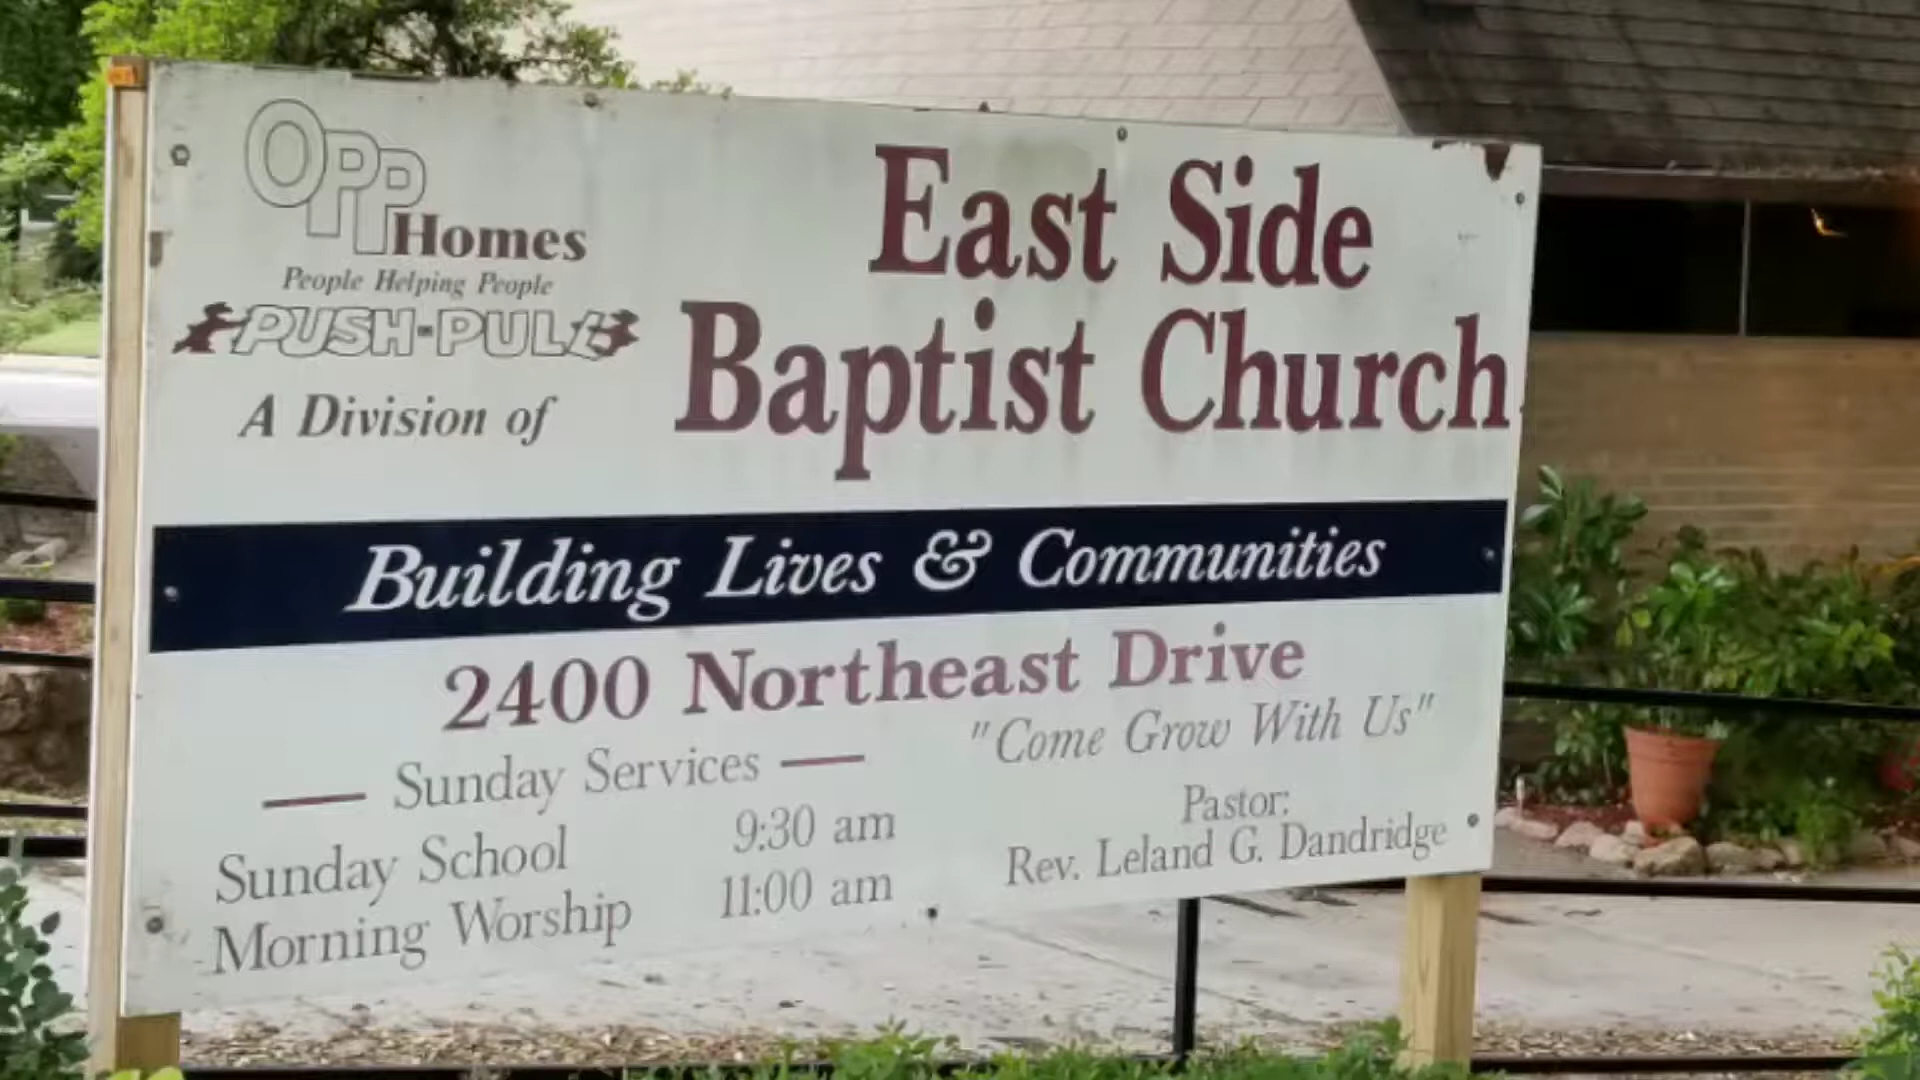 OPP Homes
People Helping People
PUSH-PULL
A Division of
East Side
Baptist Church
Building Lives & Communities
2400 Northeast Drive
"Come Grow With Us"
Sunday Services
Sunday School 9:30 am
Morning Worship 11:00 am
Pastor:
Rev. Leland G. Dandridge